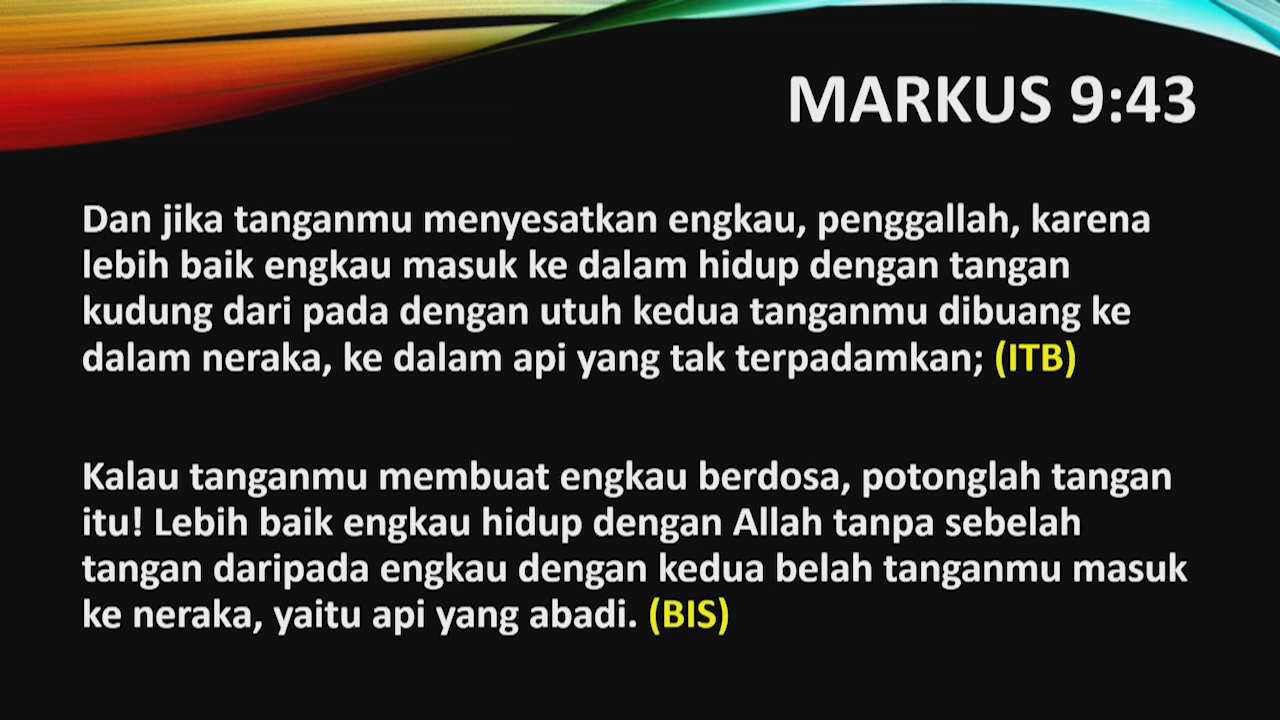 MARKUS 9:43
Dan jika tanganmu menyesatkan engkau, penggallah, karena
lebih baik engkau masuk ke dalam hidup dengan tangan
kudung dari pada dengan utuh kedua tanganmu dibuang ke
dalam neraka, ke dalam api yang tak terpadamkan; (ITB)
Kalau tanganmu membuat engkau berdosa, potonglah tangan
itu! Lebih baik engkau hidup dengan Allah tanpa sebelah
tangan daripada engkau dengan kedua belah tanganmu masuk
ke neraka, yaitu api yang abadi. (BIS)